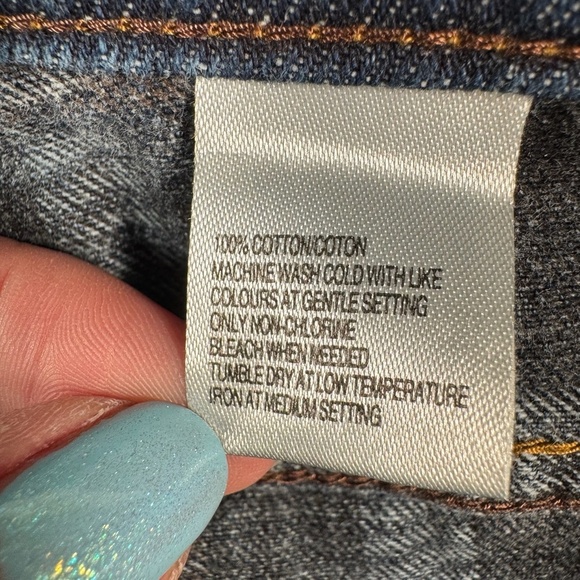 100% COTTON/COTON
MACHINE WASH COLD WITH LIKE
COLOURS AT GENTLE SETTING
ONLY NON-CHLORINE
BLEACH WHEN NEEDED
TUMBLE DRY AT LOW TEMPERATURE
IRON AT MEDIUM SETTING